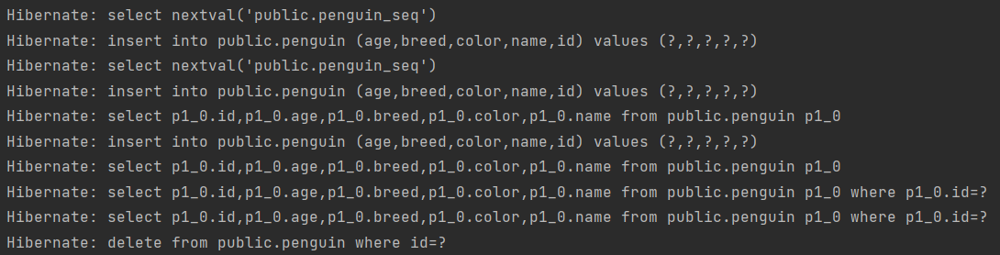 Hibernate: select nextval('public.penguin_seq')
Hibernate: insert into public.penguin (age,breed,color,name,id) values (?,?,?,?,?)
Hibernate: select nextval('public.penguin_seq')
Hibernate: insert into public.penguin (age,breed,color,name,id) values (?,?,?,?,?)
Hibernate: select p1_0.id,p1_0.age,p1_0.breed,p1_0.color,p1_0.name from public.penguin p1_0
Hibernate: insert into public.penguin (age,breed,color,name,id) values (?,?,?,?,?)
Hibernate: select p1_0.id,p1_0.age,p1_0.breed,p1_0.color,p1_0.name from public.penguin p1_0
Hibernate: select p1_0.id,p1_0.age,p1_0.breed,p1_0.color,p1_0.name from public.penguin p1_0 where p1_0.id=?
Hibernate: select p1_0.id,p1_0.age,p1_0.breed,p1_0.color,p1_0.name from public.penguin p1_0 where p1_0.id=?
Hibernate: delete from public.penguin where id=?